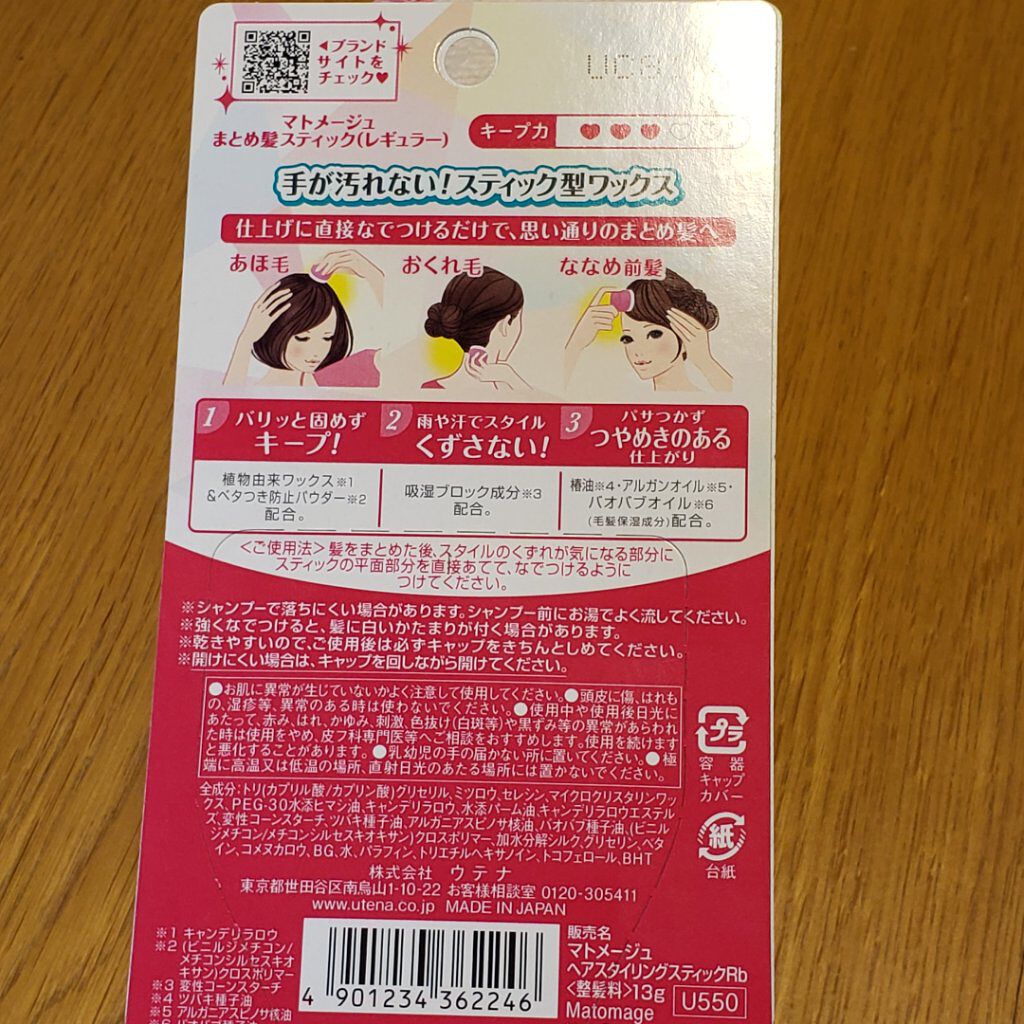 ◀ブランド
サイトを
チェック♥
マトメージュ
まとめ髪スティック(レギュラー)
キープ力
手が汚れない!スティック型ワックス
仕上げに直接なでつけるだけで、思い通りのまとめ髪へ
あほ毛 おくれ毛 ななめ前髪
1 バリッと固めず
キープ!
植物由来ワックス※1
&ベタつき防止パウダー※2
配合。
2 雨や汗でスタイル
くずさない!
吸湿ブロック成分※3
配合。
3 パサつかず
つやめきのある
仕上がり
椿油※4・アルガンオイル※5・
バオバブオイル※6
(毛髪保湿成分)配合。
<ご使用法>髪をまとめた後、スタイルのくずれが気になる部分に
スティックの平面部分を直接あてて、なでつけるように
つけてください。
※シャンプーで落ちにくい場合があります。シャンプー前にお湯でよく流してください。
※強くなでつけると、髪に白いかたまりが付く場合があります。
※乾きやすいので、ご使用後は必ずキャップをきちんとしめてください。
※開けにくい場合は、キャップを回しながら開けてください。
●お肌に異常が生じていないかよく注意して使用してください。●頭皮に傷、はれも
の、湿疹等、異常のある時は使わないでください。●使用中や使用後日光に
あたって、赤み、はれ、かゆみ、刺激、色抜け(白斑等)や黒ずみ等の異常があらわれ
た時は使用をやめ、皮フ科専門医等へご相談をおすすめします。使用を続けます
と悪化することがあります。●乳幼児の手の届かない所に置いてください。●極
端に高温又は低温の場所、直射日光のあたる場所には置かないでください。
全成分:トリ(カプリル酸/カプリン酸)グリセリル、ミツロウ、セレシン、マイクロクリスタリンワッ
クス、PEG-30水添ヒマシ油、キャンデリラロウ、水添パーム油、キャンデリラロウエステル
ズ、変性コーンスターチ、ツバキ種子油、アルガニアスピノサ核油、バオバブ種子油、(ビニル
ジメチコン/メチコンシルセスキオキサン)クロスポリマー、加水分解シルク、グリセリン、ベタ
イン、コメヌカロウ、BG、水、パラフィン、トリエチルヘキサノイン、トコフェロール、BHT
株式会社 ウテナ
東京都世田谷区南烏山1-10-22 お客様相談室 0120-305411
www.utena.co.jp MADE IN JAPAN
プラ
容器
キャップ
カバー
紙
台紙
※1 キャンデリラロウ
※2 (ビニルジメチコン/
メチコンシルセスキオ
キサン)クロスポリマー
※3 変性コーンスターチ
※4 ツバキ種子油
※5 アルガニアスピノサ核油
※6 バオバブ種子油
4 901234 362246
販売名
マトメージュ
ヘアスタイリングスティックRb
<整髪料>13g
Matomage
U550